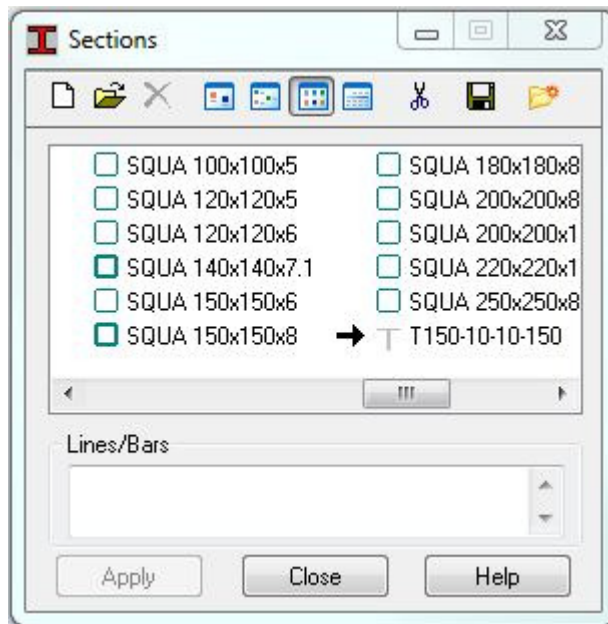 Sections
SQUA 100x100x5
SQUA 120x120x5
SQUA 120x120x6
SQUA 140x140x7.1
SQUA 150x150x6
SQUA 150x150x8
SQUA 180x180x8
SQUA 200x200x8
SQUA 200x200x1
SQUA 220x220x1
SQUA 250x250x8
T150-10-10-150
Lines/Bars
Apply Close Help